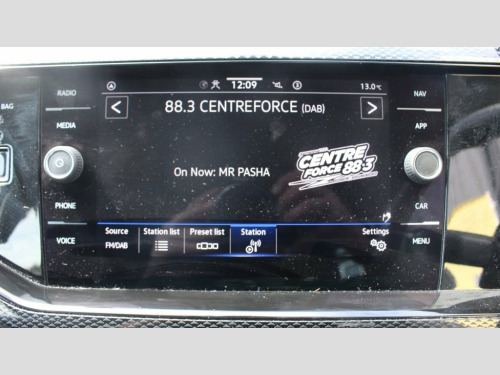 RADIO
12:09
13.0°C
NAV
BAG
88.3 CENTREFORCE (DAB)
MEDIA
APP
CENTRE
FORCE 88·3
On Now: MR PASHA
PHONE
CAR
Source
Station list
Preset list
Station
Settings
VOICE
FM/DAB
MENU